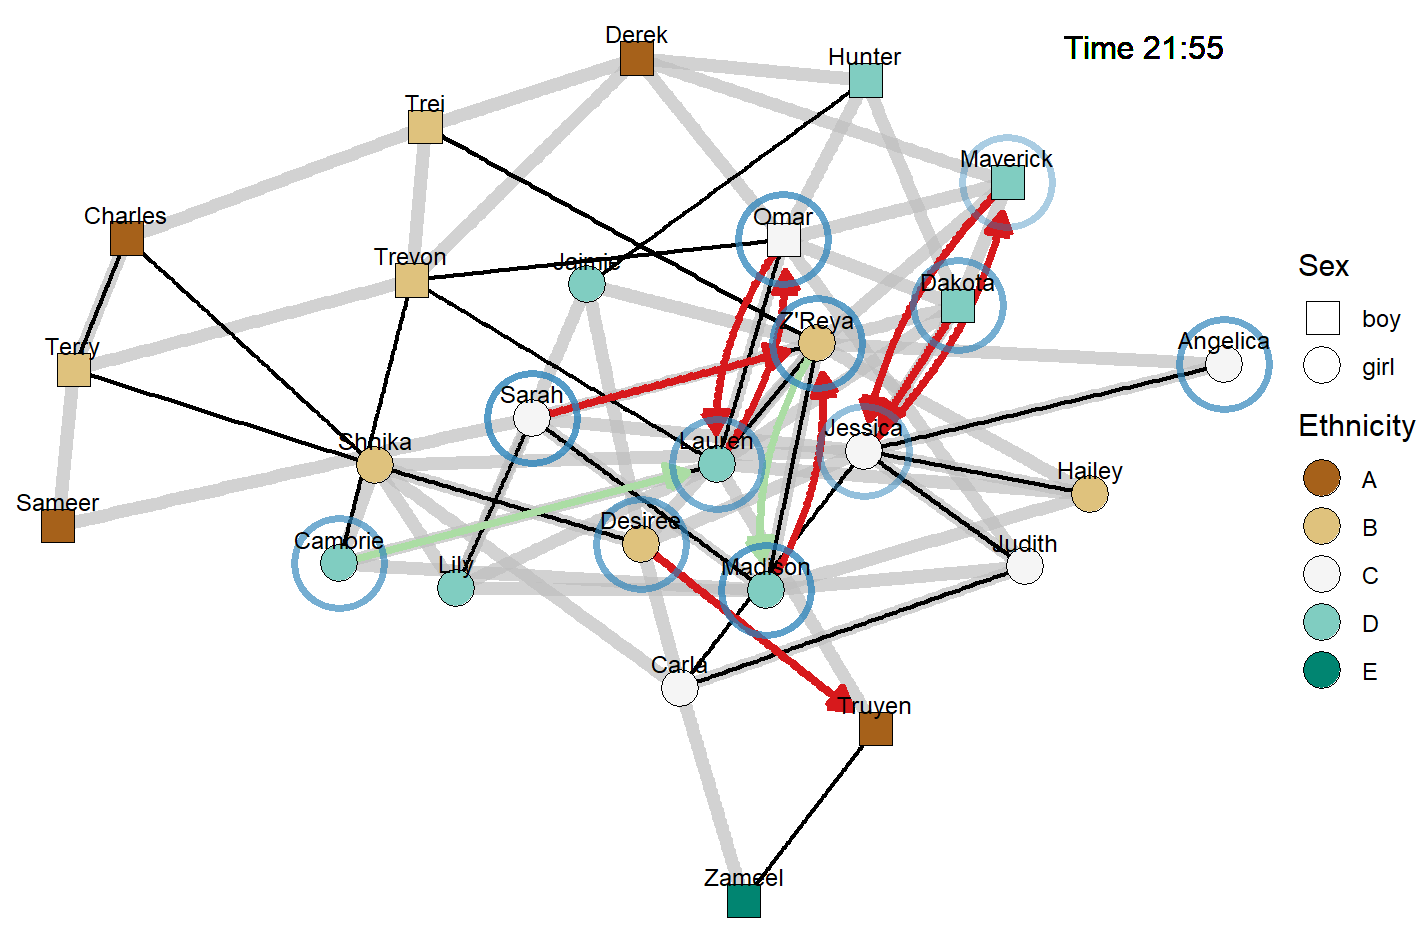 Derek
Time 21:55
Hunter
Trei
Maverick
Charles
Omar
Trevon
Jaimie
Sex
Dakota
boy
Z'Reya
Terry
Angelica
girl
Sarah
Ethnicity
Jessica
Shnika
Lauren
Hailey
A
Sameer
B
Desiree
Camorie
Judith
Lily
Madison
C
D
Carla
E
Truyen
Zameel